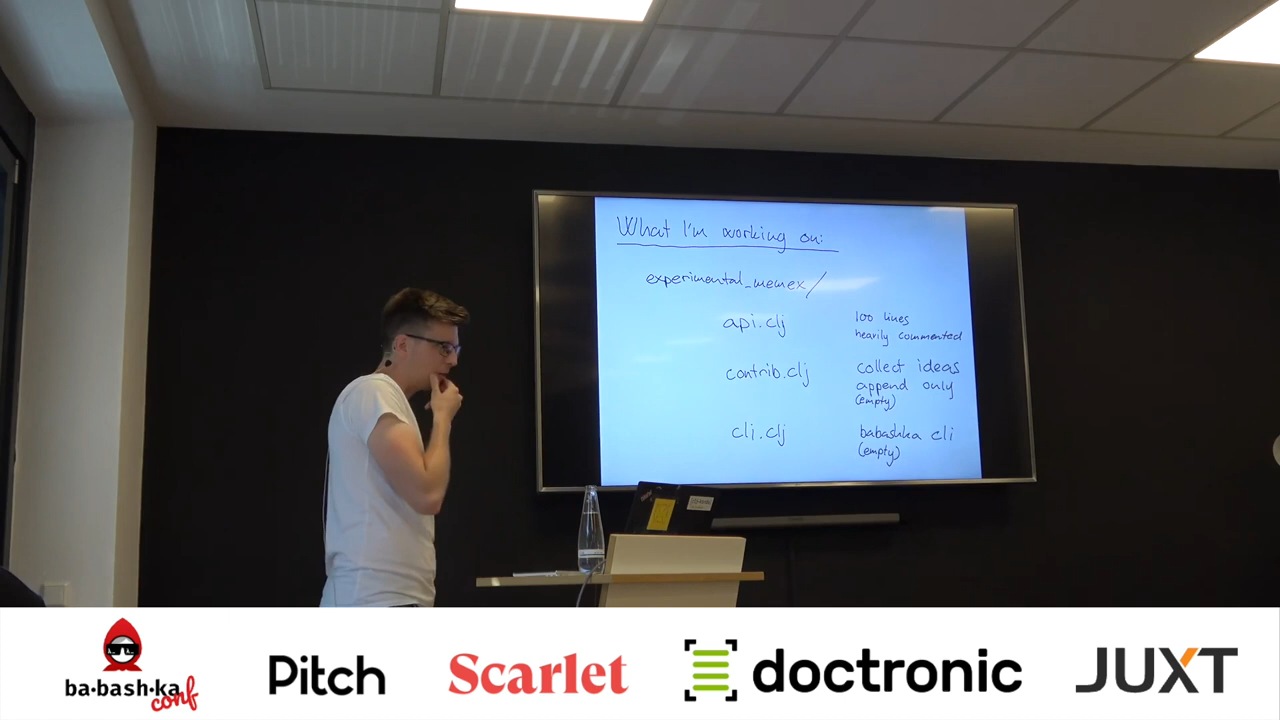 What I'm working on:
experimental_memex/
api.clj
100 lines
heavily commented
contrib.clj
collect ideas
append only
(empty)
cli.clj
babashka cli
(empty)
ba·bash·ka
conf
Pitch
Scarlet
doctronic
JUXT